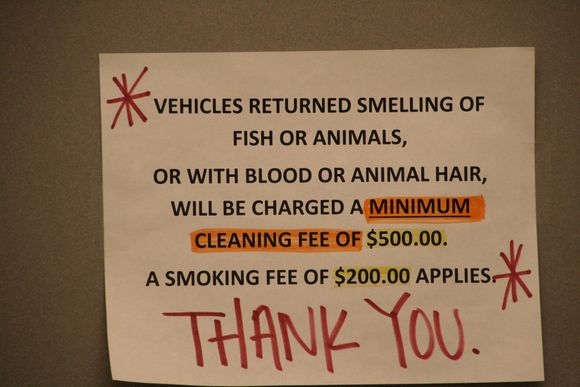 VEHICLES RETURNED SMELLING OF
FISH OR ANIMALS,
OR WITH BLOOD OR ANIMAL HAIR,
WILL BE CHARGED A MINIMUM
CLEANING FEE OF $500.00.
A SMOKING FEE OF $200.00 APPLIES.
THANK YOU.